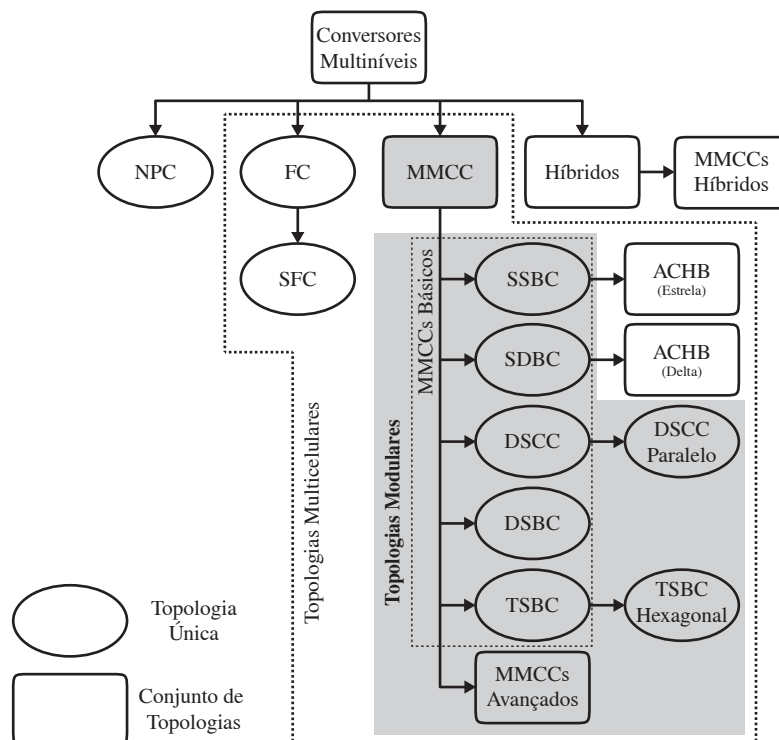 Conversores
Multiníveis
NPC
FC
MMCC
Híbridos
MMCCs
Híbridos
SFC
MMCCs Básicos
SSBC
ACHB
(Estrela)
SDBC
ACHB
(Delta)
Topologias Multicelulares
Topologias Modulares
DSCC
DSCC
Paralelo
DSBC
TSBC
TSBC
Hexagonal
MMCCs
Avançados
Topologia
Única
Conjunto de
Topologias